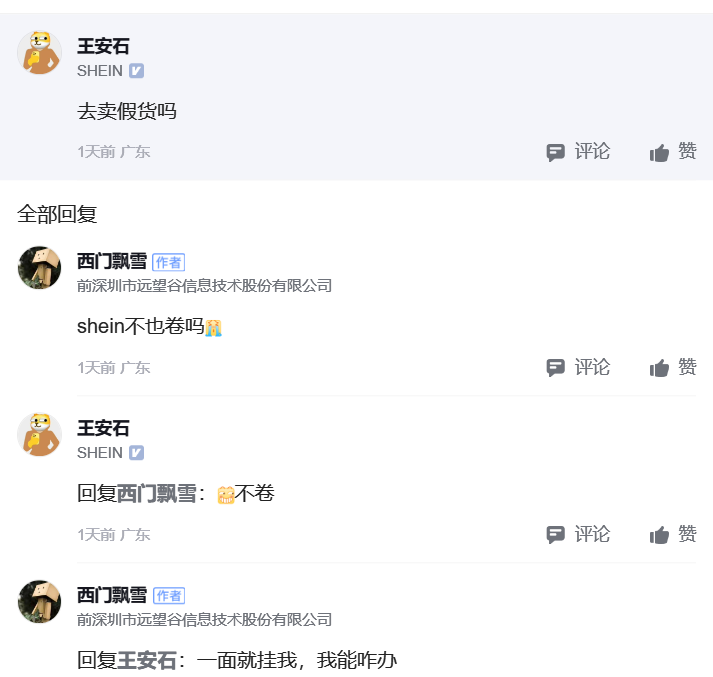 王安石
SHEIN
去卖假货吗
1天前 广东
评论
赞
全部回复
西门飘雪 作者
前深圳市远望谷信息技术股份有限公司
shein不也卷吗😭
1天前 广东
评论
赞
王安石
SHEIN
回复西门飘雪：😁不卷
1天前 广东
评论
赞
西门飘雪 作者
前深圳市远望谷信息技术股份有限公司
回复王安石：一面就挂我，我能咋办